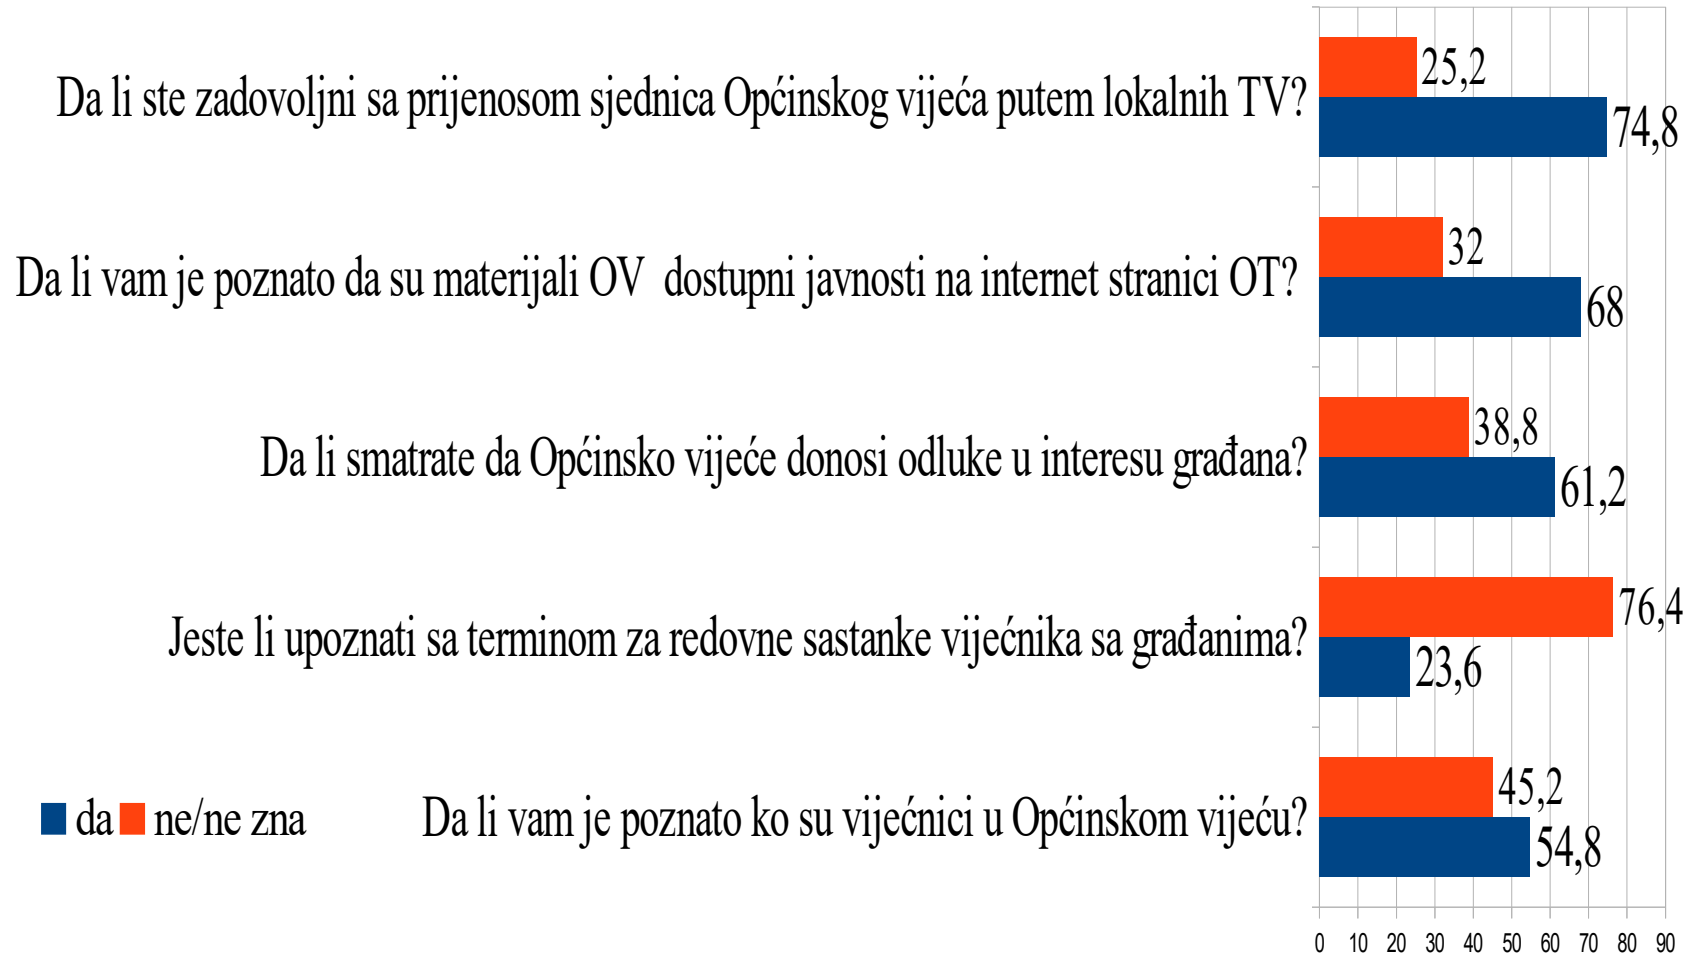 Da li ste zadovoljni sa prijenosom sjednica Općinskog vijeća putem lokalnih TV?
25,2
74,8
Da li vam je poznato da su materijali OV  dostupni javnosti na internet stranici OT?
32
68
Da li smatrate da Općinsko vijeće donosi odluke u interesu građana?
38,8
61,2
Jeste li upoznati sa terminom za redovne sastanke vijećnika sa građanima?
76,4
23,6
Da li vam je poznato ko su vijećnici u Općinskom vijeću?
45,2
54,8
da ne/ne zna
0 10 20 30 40 50 60 70 80 90